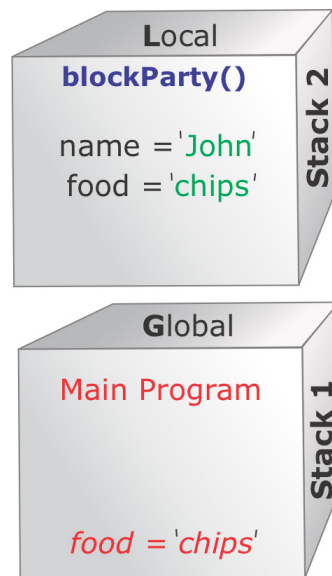 Local
blockParty()
name = 'John'
food = 'chips'
Stack 2
Global
Main Program
food = 'chips'
Stack 1